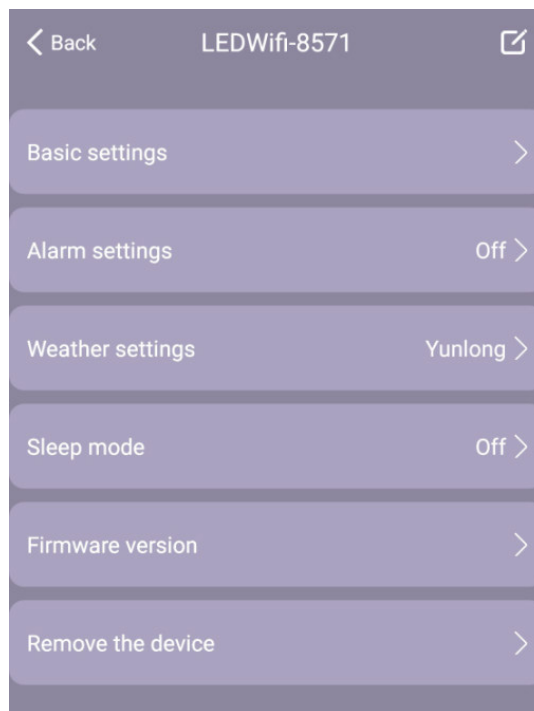 Back LEDWifi-8571
Basic settings
Alarm settings Off
Weather settings Yunlong
Sleep mode Off
Firmware version
Remove the device